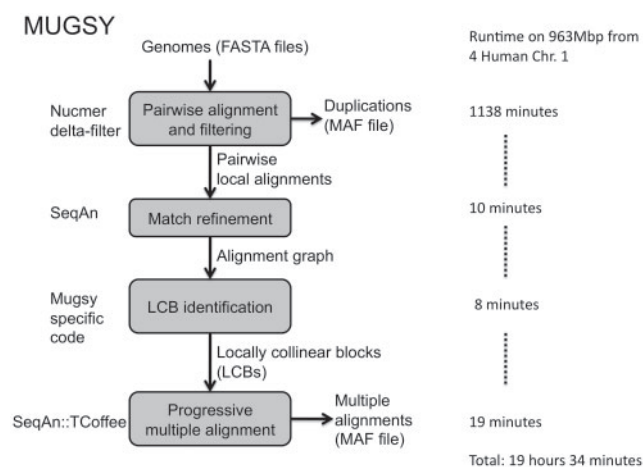 MUGSY
Genomes (FASTA files)
Runtime on 963Mbp from
4 Human Chr. 1
Nucmer
delta-filter
Pairwise alignment
and filtering
Duplications
(MAF file)
1138 minutes
Pairwise
local alignments
SeqAn
Match refinement
10 minutes
Alignment graph
Mugsy
specific
code
LCB identification
8 minutes
Locally collinear blocks
(LCBs)
SeqAn::TCoffee
Progressive
multiple alignment
Multiple
alignments
(MAF file)
19 minutes
Total: 19 hours 34 minutes